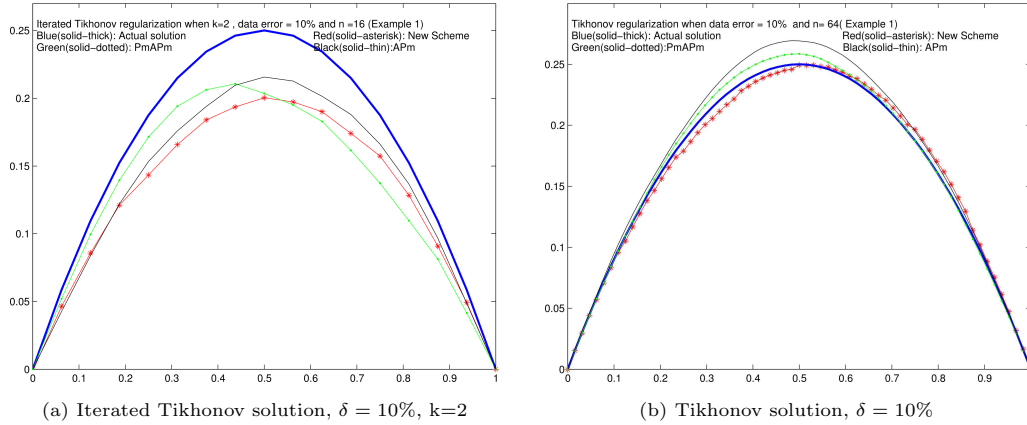 Iterated Tikhonov regularization when k=2 , data error = 10% and n =16 (Example 1)
Blue(solid-thick): Actual solution Red(solid-asterisk): New Scheme
Green(solid-dotted): PmAPm Black(solid-thin):APm
0.25
0.2
0.15
0.1
0.05
0
0 0.1 0.2 0.3 0.4 0.5 0.6 0.7 0.8 0.9 1
(a) Iterated Tikhonov solution, δ = 10%, k=2
Tikhonov regularization when data error = 10% and n= 64( Example 1)
Blue(solid-thick): Actual solution Red(solid-asterisk): New Scheme
Green(solid-dotted):PmAPm Black(solid-thin): APm
0.25
0.2
0.15
0.1
0.05
0
0 0.1 0.2 0.3 0.4 0.5 0.6 0.7 0.8 0.9
(b) Tikhonov solution, δ = 10%